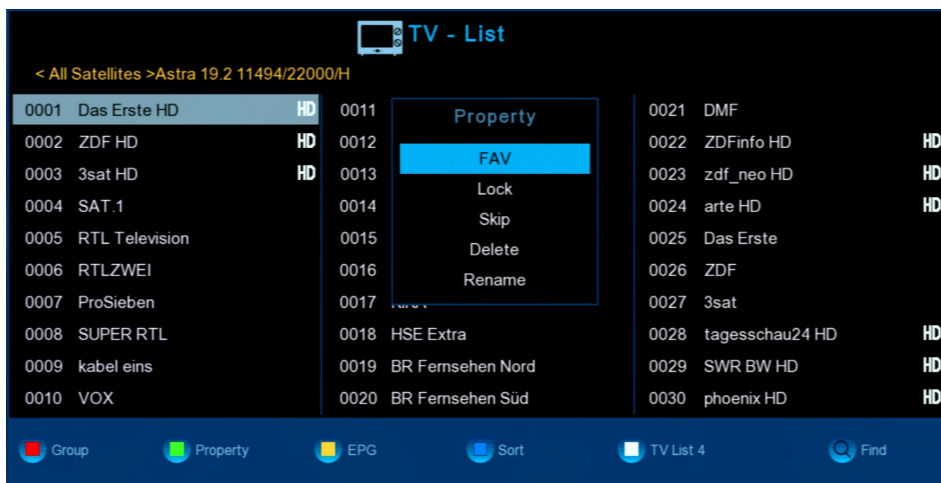 TV - List
< All Satellites >Astra 19.2 11494/22000/H
0001 Das Erste HD HD
0002 ZDF HD HD
0003 3sat HD HD
0004 SAT.1
0005 RTL Television
0006 RTLZWEI
0007 ProSieben
0008 SUPER RTL
0009 kabel eins
0010 VOX
0011
0012
0013
0014
0015
0016
0017
0018 HSE Extra
0019 BR Fernsehen Nord
0020 BR Fernsehen Süd
Property
FAV
Lock
Skip
Delete
Rename
0021 DMF
0022 ZDFinfo HD HD
0023 zdf_neo HD HD
0024 arte HD HD
0025 Das Erste
0026 ZDF
0027 3sat
0028 tagesschau24 HD HD
0029 SWR BW HD HD
0030 phoenix HD HD
Group Property EPG Sort TV List 4 Find